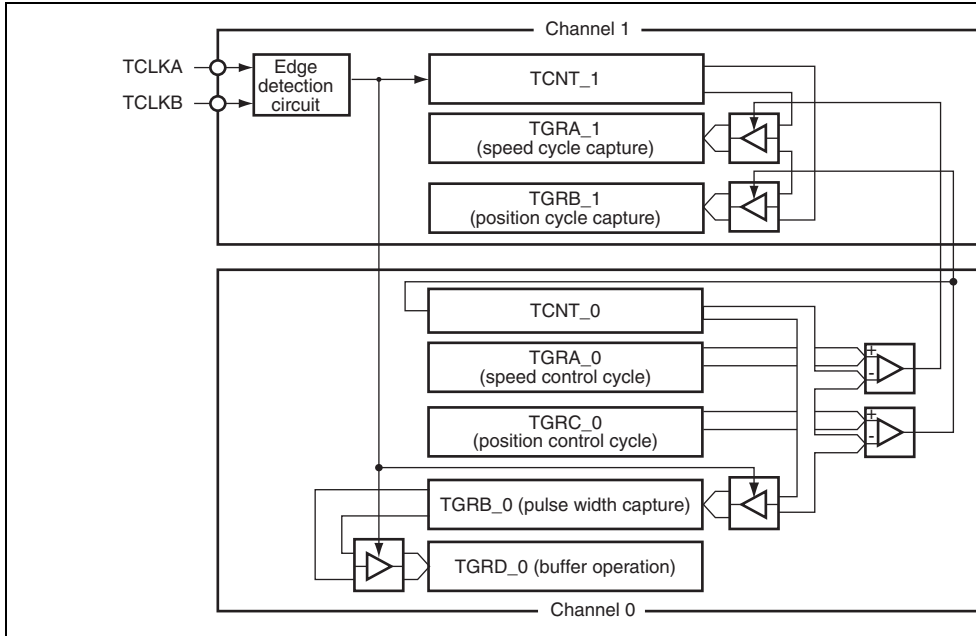 Channel 1
TCLKA
TCLKB
Edge
detection
circuit
TCNT_1
TGRA_1
(speed cycle capture)
TGRB_1
(position cycle capture)
TCNT_0
TGRA_0
(speed control cycle)
+
-
TGRC_0
(position control cycle)
+
-
TGRB_0 (pulse width capture)
TGRD_0 (buffer operation)
Channel 0